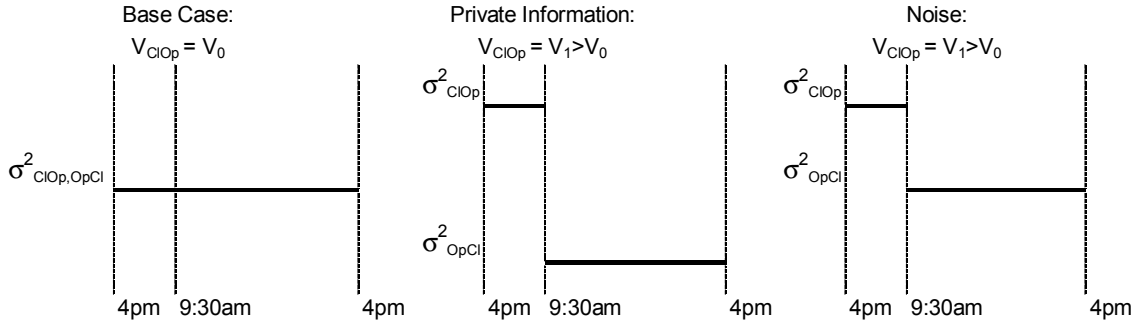 Base Case:
V_ClOp = V_0
σ²_ClOp,OpCl
4pm 9:30am 4pm
Private Information:
V_ClOp = V_1>V_0
σ²_ClOp
σ²_OpCl
4pm 9:30am 4pm
Noise:
V_ClOp = V_1>V_0
σ²_ClOp
σ²_OpCl
4pm 9:30am 4pm